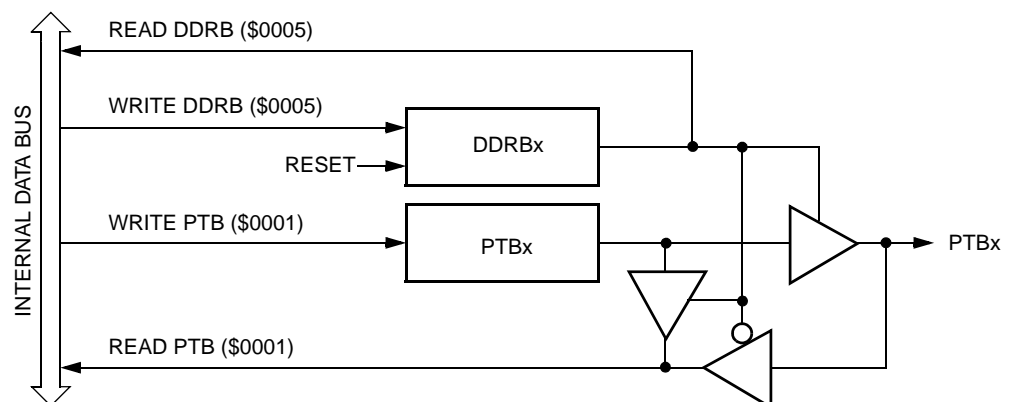 READ DDRB ($0005)
WRITE DDRB ($0005)
DDRBx
RESET
WRITE PTB ($0001)
PTBx
PTBx
READ PTB ($0001)
INTERNAL DATA BUS